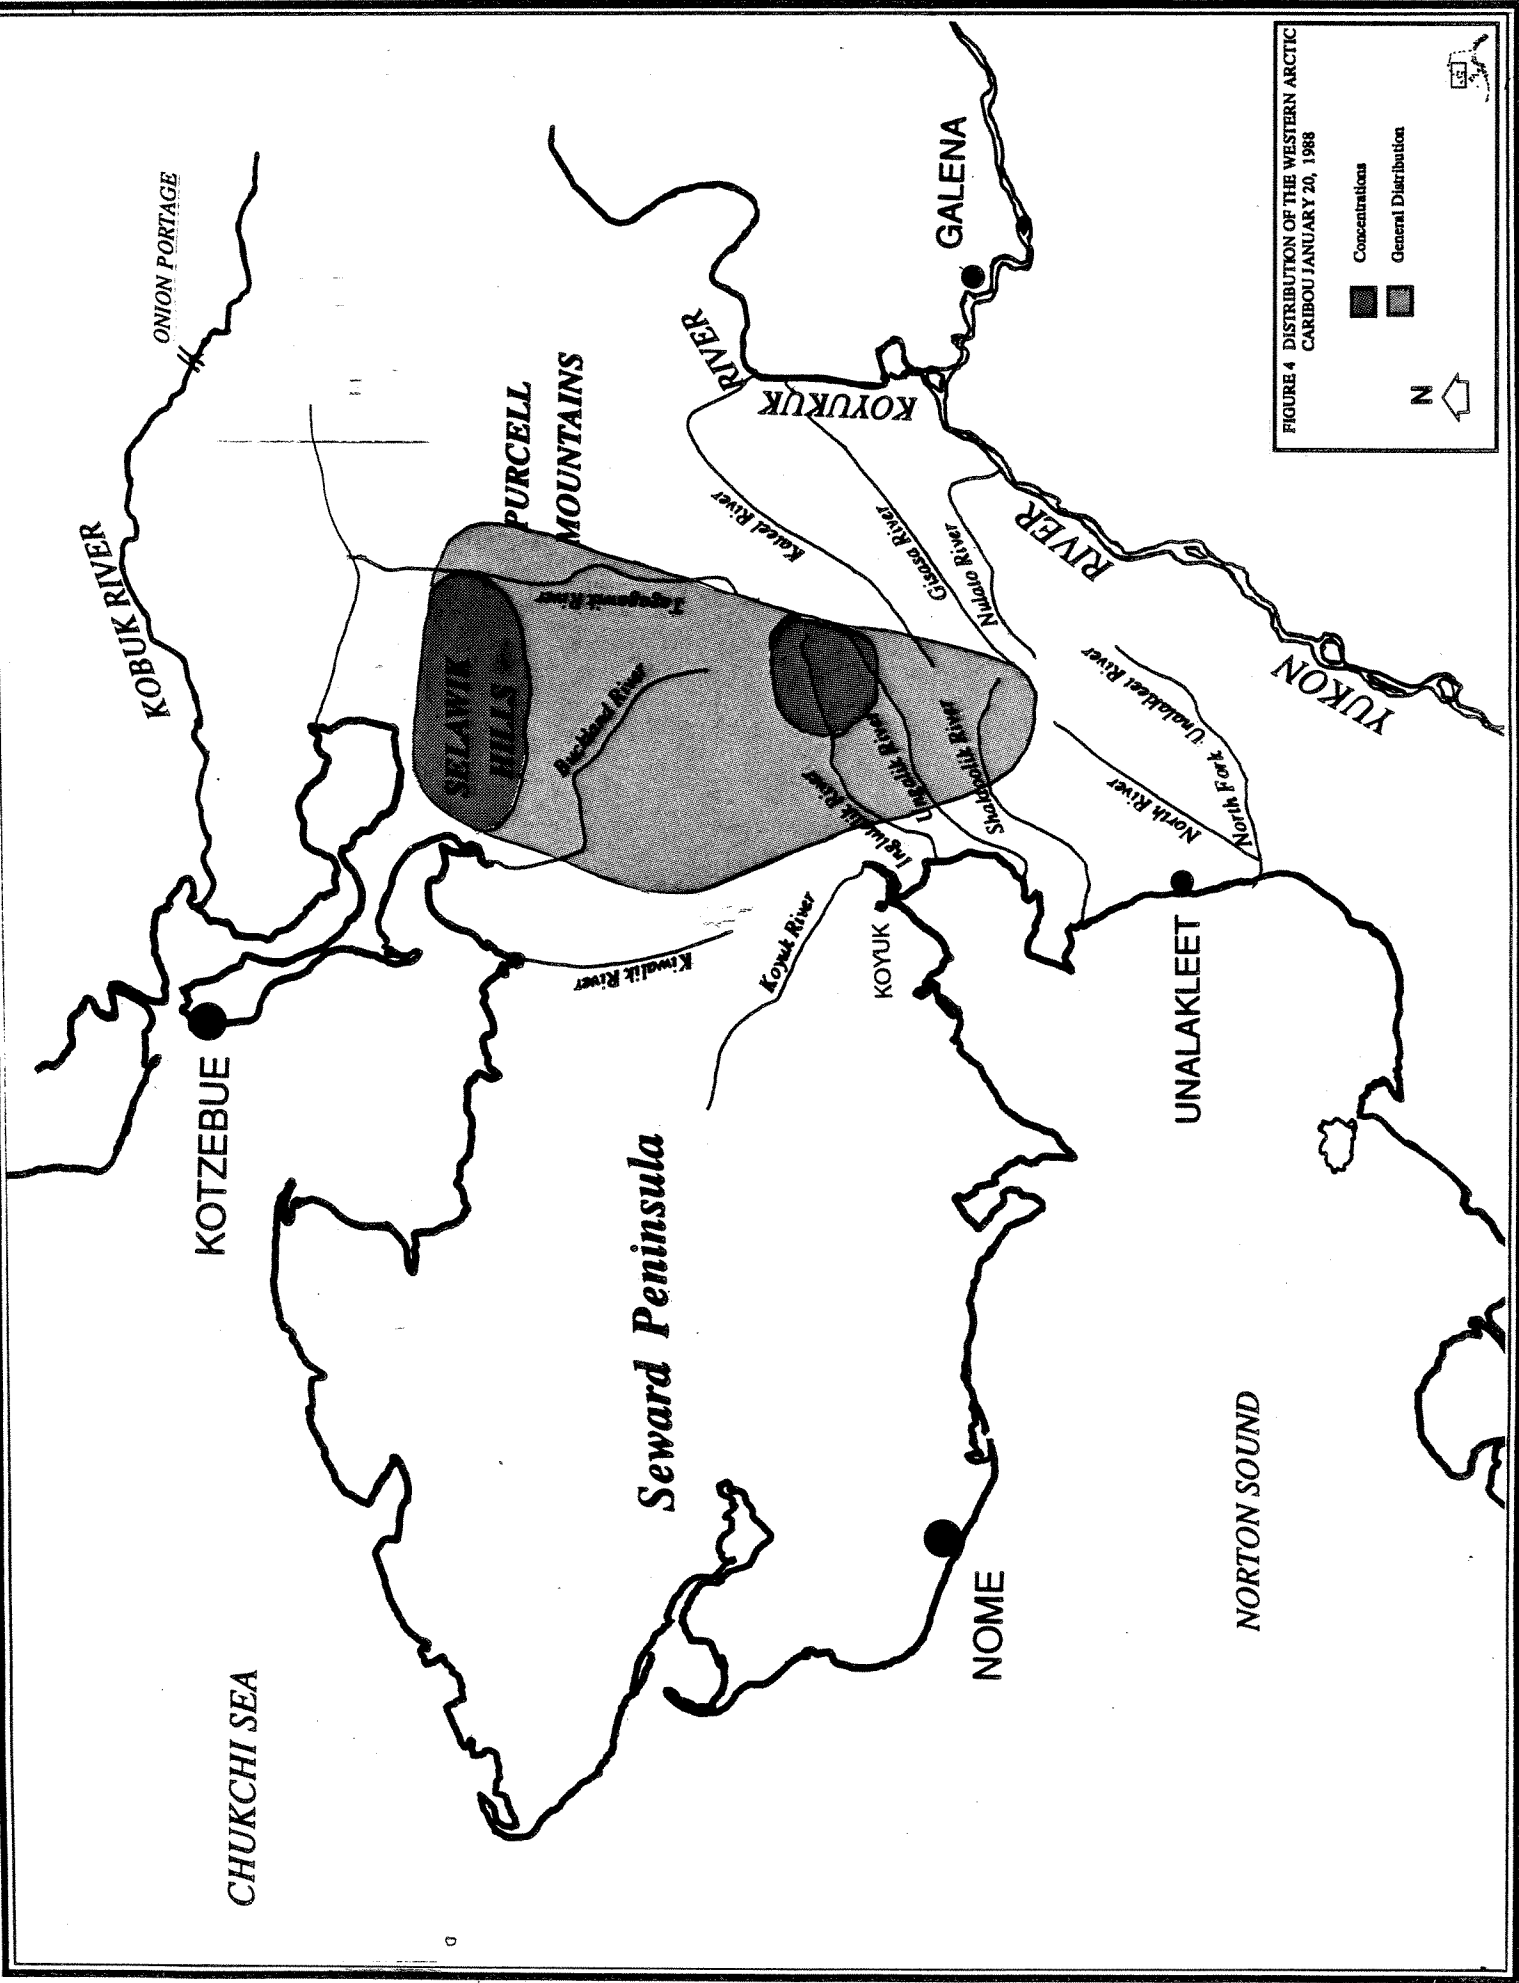 CHUKCHI SEA
KOTZEBUE
KOBUK RIVER
ONION PORTAGE
SELAWIK
HILLS
PURCELL
MOUNTAINS
Tagagawit River
Buckland River
Kiwalik River
Seward Peninsula
Koyuk River
KOYUK
Kateel River
KOYUKUK
RIVER
GALENA
Gisasa River
Nulato River
Inglutalik River
Ungalik River
Shaktoolik River
NOME
NORTON SOUND
UNALAKLEET
North River
North Fork Unalakleet River
YUKON
RIVER
FIGURE 4 DISTRIBUTION OF THE WESTERN ARCTIC
CARIBOU JANUARY 20, 1988
N
Concentrations
General Distribution